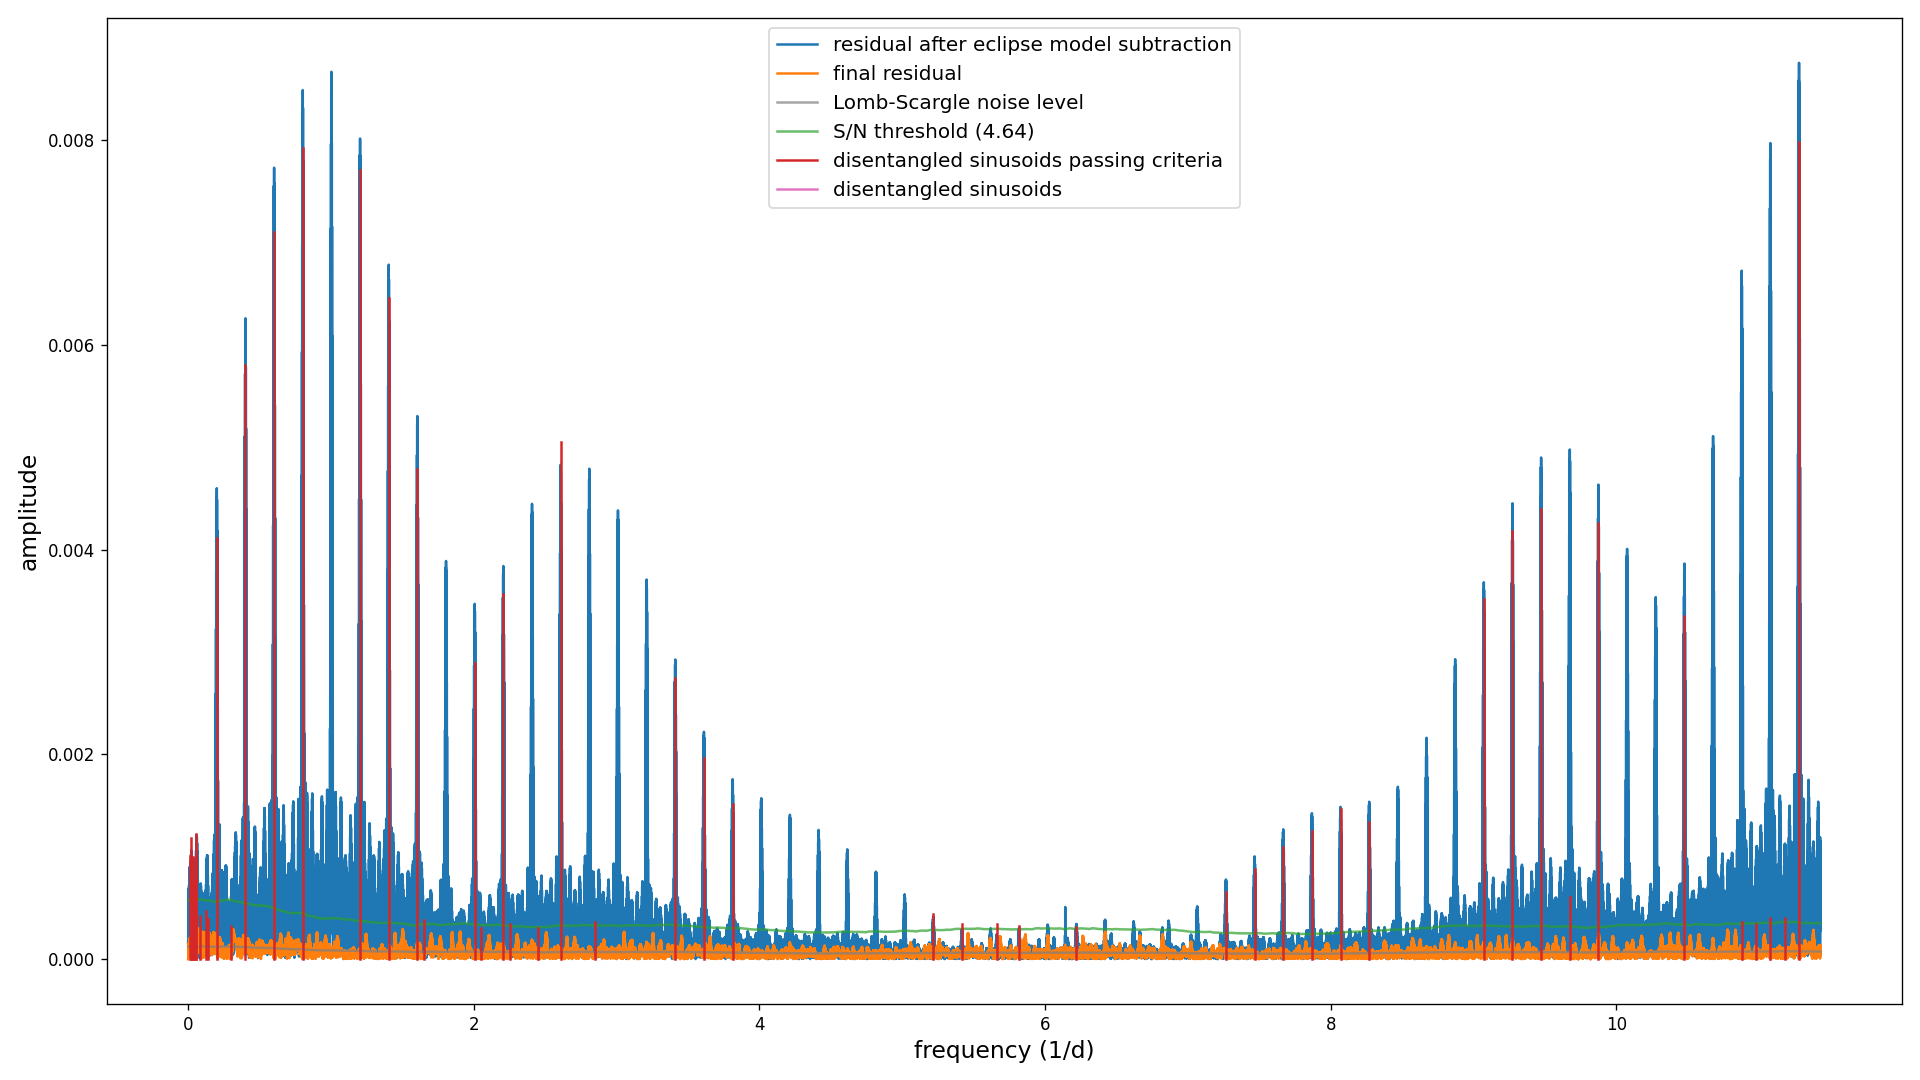 residual after eclipse model subtraction
final residual
Lomb-Scargle noise level
S/N threshold (4.64)
disentangled sinusoids passing criteria
disentangled sinusoids
amplitude
0.008
0.006
0.004
0.002
0.000
0 2 4 6 8 10
frequency (1/d)